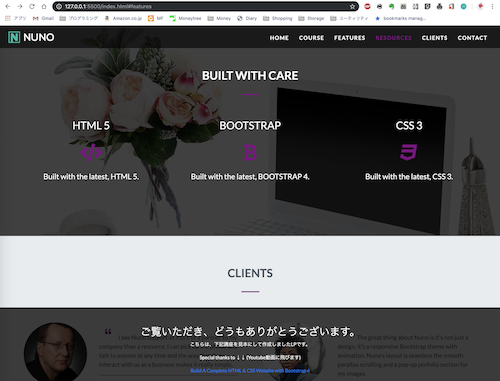 127.0.0.1:5500/index.html#features
アプリ Gmail プログラミング Amazon.co.jp MF Moneytree Money Diary Shopping Storage ユーティリティ bookmarks manag...
NUNO
HOME COURSE FEATURES RESOURCES CLIENTS CONTACT
BUILT WITH CARE
HTML 5 BOOTSTRAP CSS 3
Built with the latest, HTML 5. Built with the latest, BOOTSTRAP 4. Built with the latest, CSS 3.
CLIENTS
ご覧いただき、どうもありがとうございます。
こちらは、下記講座を見本にして作成しましたLPです。
Special thanks to ↓↓ (Youtube動画に飛びます)
Build A Complete HTML & CSS Website with Bootstrap 4